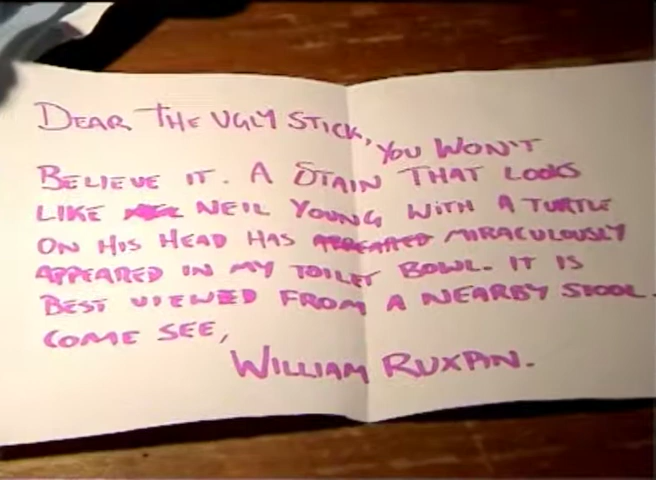 DEAR THE UGLY STICK, YOU WON'T
BELIEVE IT. A STAIN THAT LOOKS
LIKE NEIL YOUNG WITH A TURTLE
ON HIS HEAD HAS APPEARED MIRACULOUSLY
APPEARED IN MY TOILET BOWL. IT IS
BEST VIEWED FROM A NEARBY STOOL.
COME SEE,
WILLIAM RUXPIN.